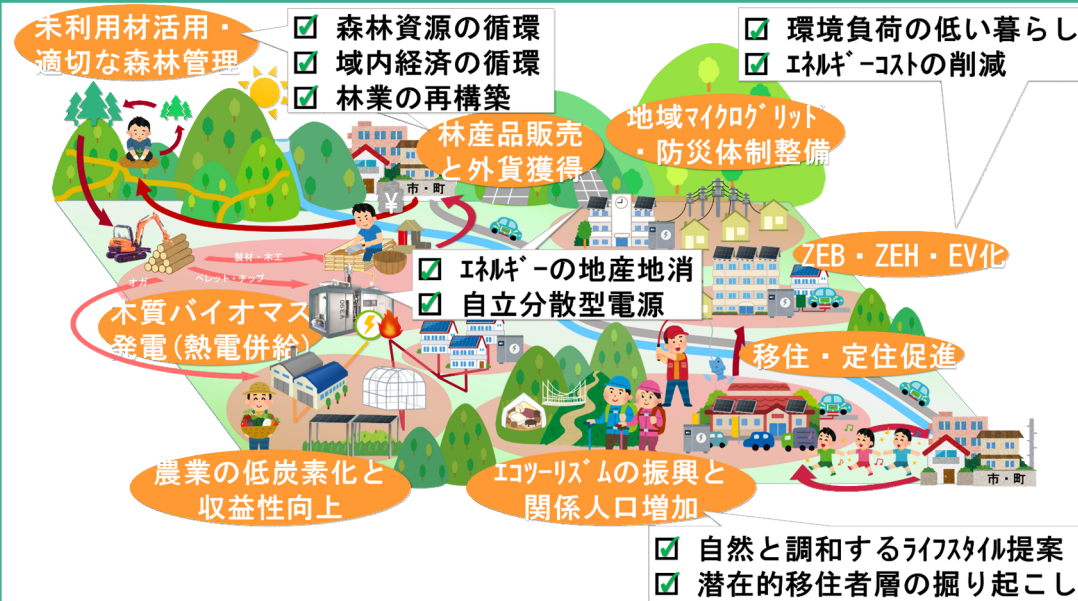 未利用材活用・
適切な森林管理
☑ 森林資源の循環
☑ 域内経済の循環
☑ 林業の再構築
☑ 環境負荷の低い暮らし
☑ ｴﾈﾙｷﾞｰｺｽﾄの削減
林産品販売
と外貨獲得
地域ﾏｲｸﾛｸﾞﾘｯﾄﾞ
・防災体制整備
市・町
¥
製材・木工
オガ
ペレット・チップ
☑ ｴﾈﾙｷﾞｰの地産地消
☑ 自立分散型電源
ZEB・ZEH・EV化
木質バイオマス
発電(熱電併給)
移住・定住促進
農業の低炭素化と
収益性向上
ｴｺﾂｰﾘｽﾞﾑの振興と
関係人口増加
市・町
☑ 自然と調和するﾗｲﾌｽﾀｲﾙ提案
☑ 潜在的移住者層の掘り起こし